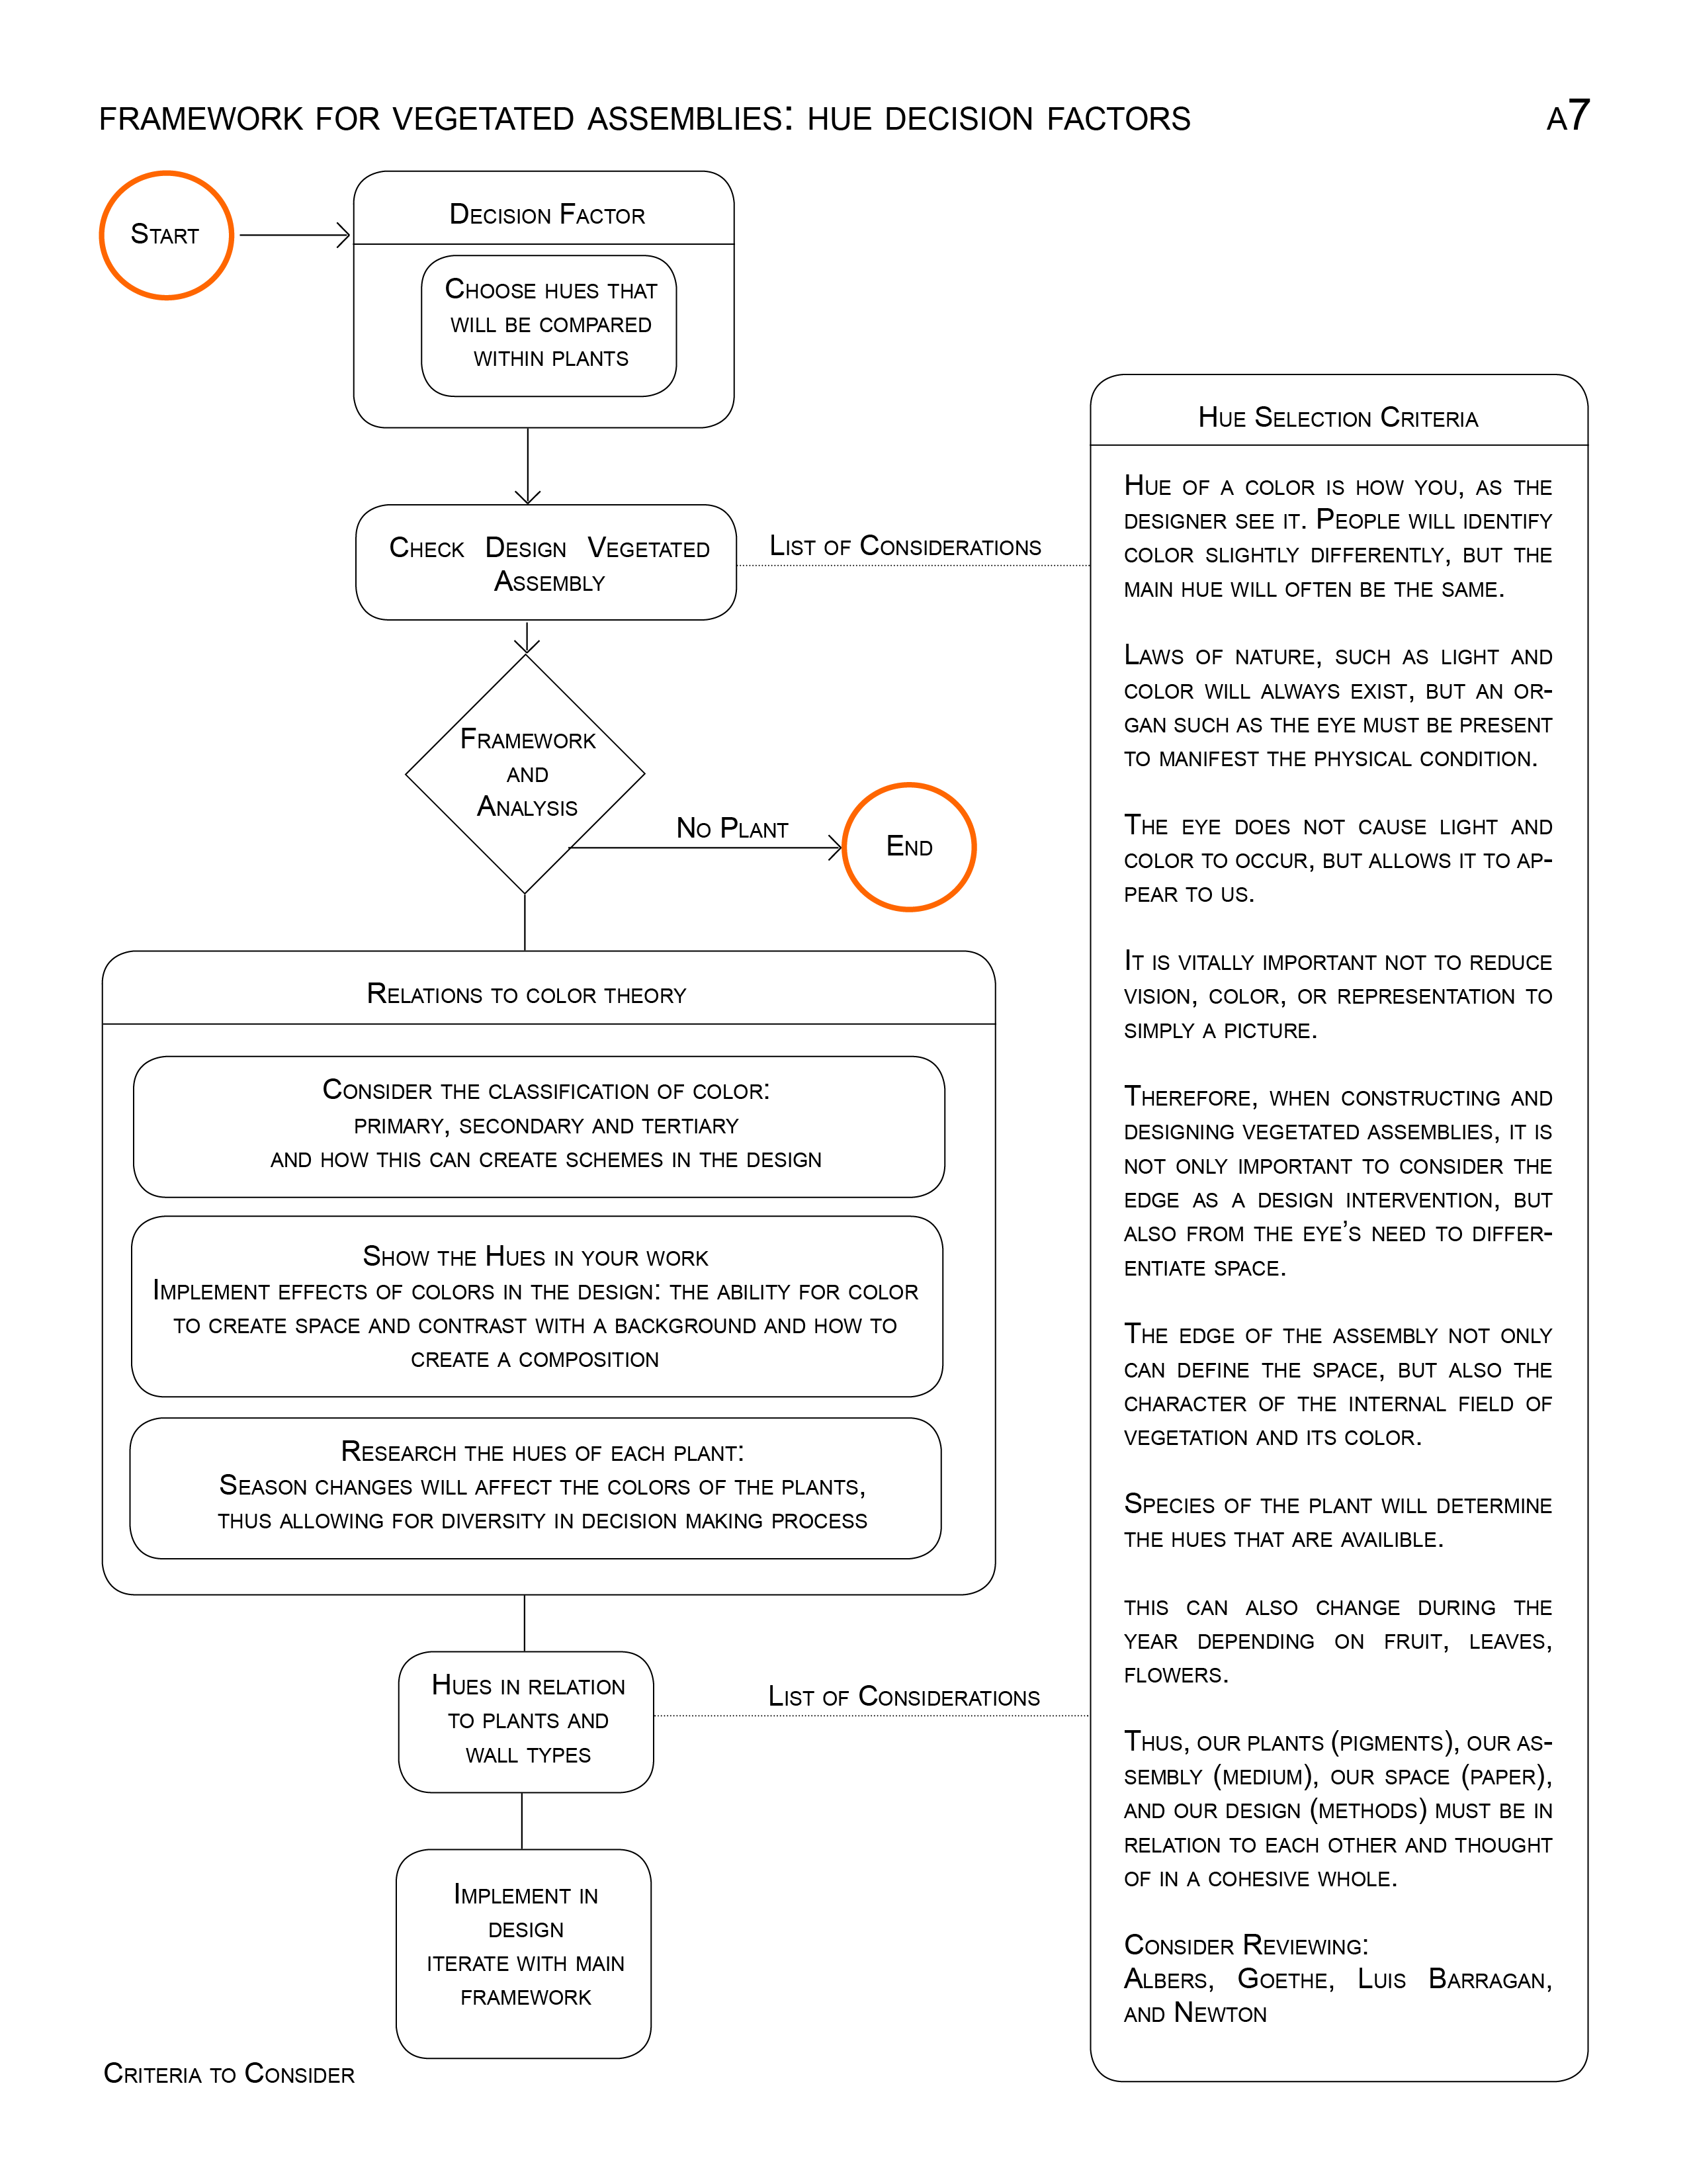 FRAMEWORK FOR VEGETATED ASSEMBLIES: HUE DECISION FACTORS
A7
START
DECISION FACTOR
CHOOSE HUES THAT
WILL BE COMPARED
WITHIN PLANTS
CHECK DESIGN VEGETATED
ASSEMBLY
LIST OF CONSIDERATIONS
FRAMEWORK
AND
ANALYSIS
NO PLANT
END
RELATIONS TO COLOR THEORY
CONSIDER THE CLASSIFICATION OF COLOR:
PRIMARY, SECONDARY AND TERTIARY
AND HOW THIS CAN CREATE SCHEMES IN THE DESIGN
SHOW THE HUES IN YOUR WORK
IMPLEMENT EFFECTS OF COLORS IN THE DESIGN: THE ABILITY FOR COLOR
TO CREATE SPACE AND CONTRAST WITH A BACKGROUND AND HOW TO
CREATE A COMPOSITION
RESEARCH THE HUES OF EACH PLANT:
SEASON CHANGES WILL AFFECT THE COLORS OF THE PLANTS,
THUS ALLOWING FOR DIVERSITY IN DECISION MAKING PROCESS
HUES IN RELATION
TO PLANTS AND
WALL TYPES
LIST OF CONSIDERATIONS
IMPLEMENT IN
DESIGN
ITERATE WITH MAIN
FRAMEWORK
HUE SELECTION CRITERIA
HUE OF A COLOR IS HOW YOU, AS THE
DESIGNER SEE IT. PEOPLE WILL IDENTIFY
COLOR SLIGHTLY DIFFERENTLY, BUT THE
MAIN HUE WILL OFTEN BE THE SAME.
LAWS OF NATURE, SUCH AS LIGHT AND
COLOR WILL ALWAYS EXIST, BUT AN OR-
GAN SUCH AS THE EYE MUST BE PRESENT
TO MANIFEST THE PHYSICAL CONDITION.
THE EYE DOES NOT CAUSE LIGHT AND
COLOR TO OCCUR, BUT ALLOWS IT TO AP-
PEAR TO US.
IT IS VITALLY IMPORTANT NOT TO REDUCE
VISION, COLOR, OR REPRESENTATION TO
SIMPLY A PICTURE.
THEREFORE, WHEN CONSTRUCTING AND
DESIGNING VEGETATED ASSEMBLIES, IT IS
NOT ONLY IMPORTANT TO CONSIDER THE
EDGE AS A DESIGN INTERVENTION, BUT
ALSO FROM THE EYE'S NEED TO DIFFER-
ENTIATE SPACE.
THE EDGE OF THE ASSEMBLY NOT ONLY
CAN DEFINE THE SPACE, BUT ALSO THE
CHARACTER OF THE INTERNAL FIELD OF
VEGETATION AND ITS COLOR.
SPECIES OF THE PLANT WILL DETERMINE
THE HUES THAT ARE AVAILIBLE.
THIS CAN ALSO CHANGE DURING THE
YEAR DEPENDING ON FRUIT, LEAVES,
FLOWERS.
THUS, OUR PLANTS (PIGMENTS), OUR AS-
SEMBLY (MEDIUM), OUR SPACE (PAPER),
AND OUR DESIGN (METHODS) MUST BE IN
RELATION TO EACH OTHER AND THOUGHT
OF IN A COHESIVE WHOLE.
CONSIDER REVIEWING:
ALBERS, GOETHE, LUIS BARRAGAN,
AND NEWTON
CRITERIA TO CONSIDER